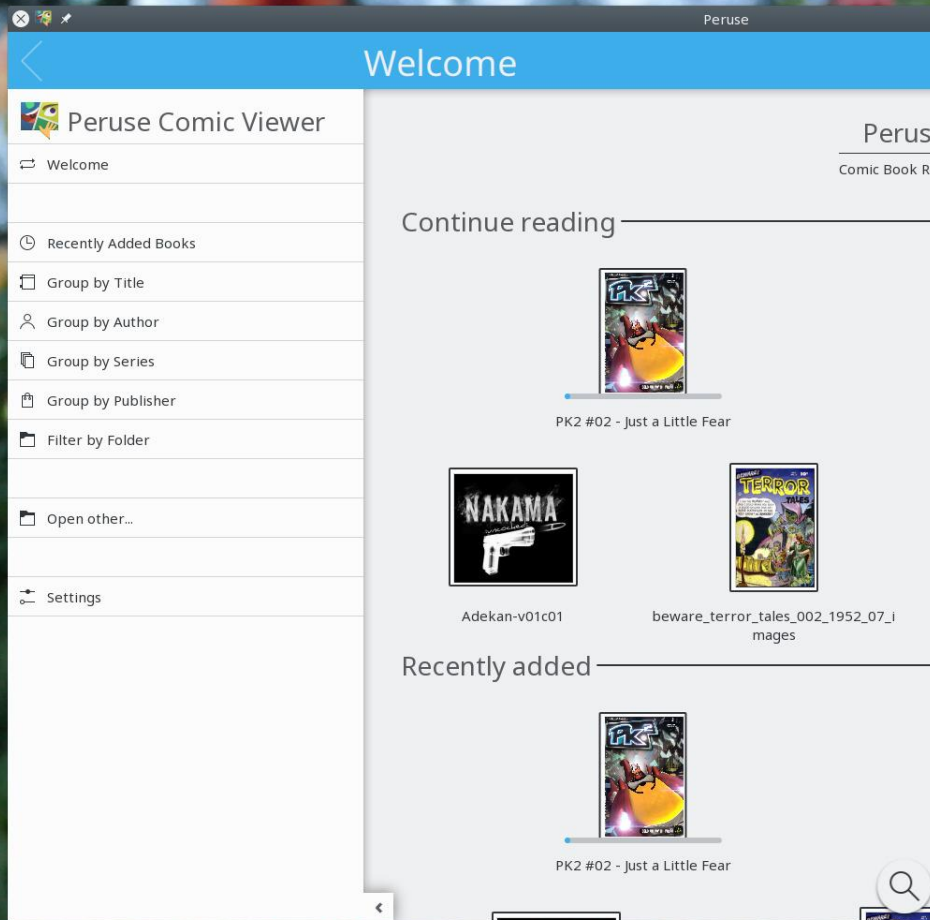 Peruse
Welcome
Peruse Comic Viewer
Welcome
Recently Added Books
Group by Title
Group by Author
Group by Series
Group by Publisher
Filter by Folder
Open other...
Settings
Perus
Comic Book R
Continue reading
PK2
PK2 #02 - Just a Little Fear
NAKAMA
TERROR
TALES
Adekan-v01c01
beware_terror_tales_002_1952_07_i
mages
Recently added
PK2
PK2 #02 - Just a Little Fear